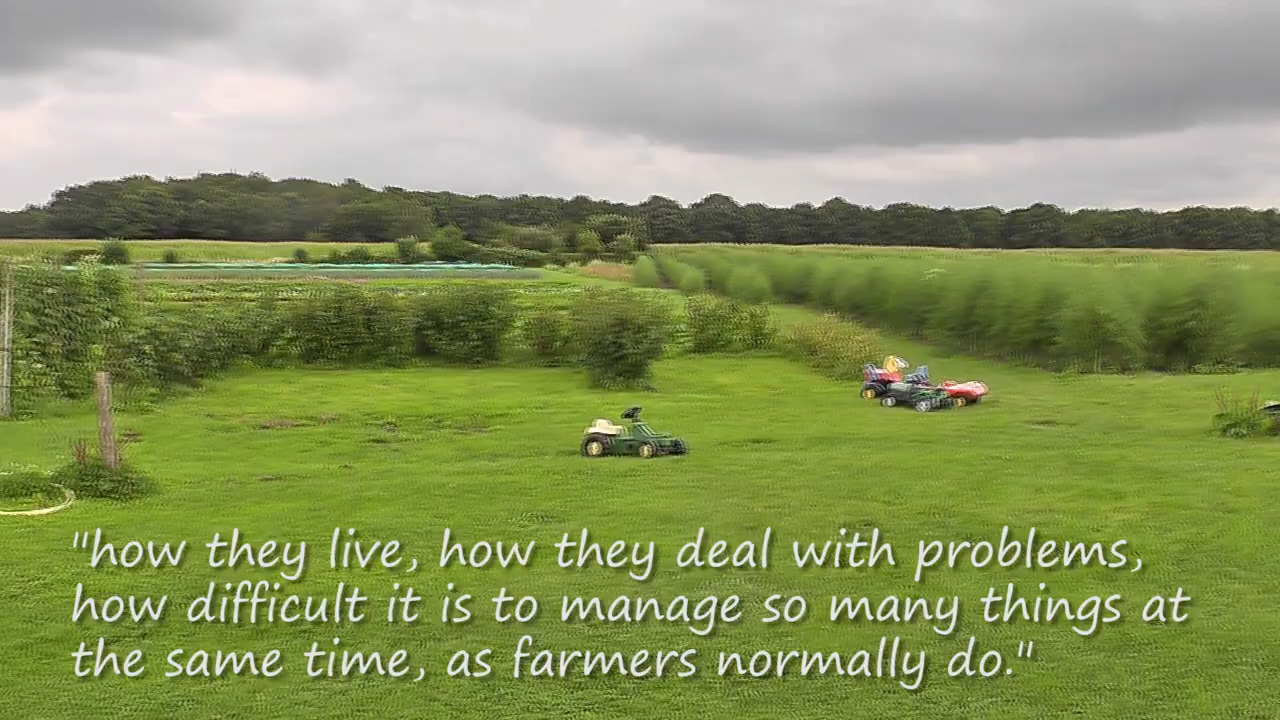 "how they live, how they deal with problems,
how difficult it is to manage so many things at
the same time, as farmers normally do."